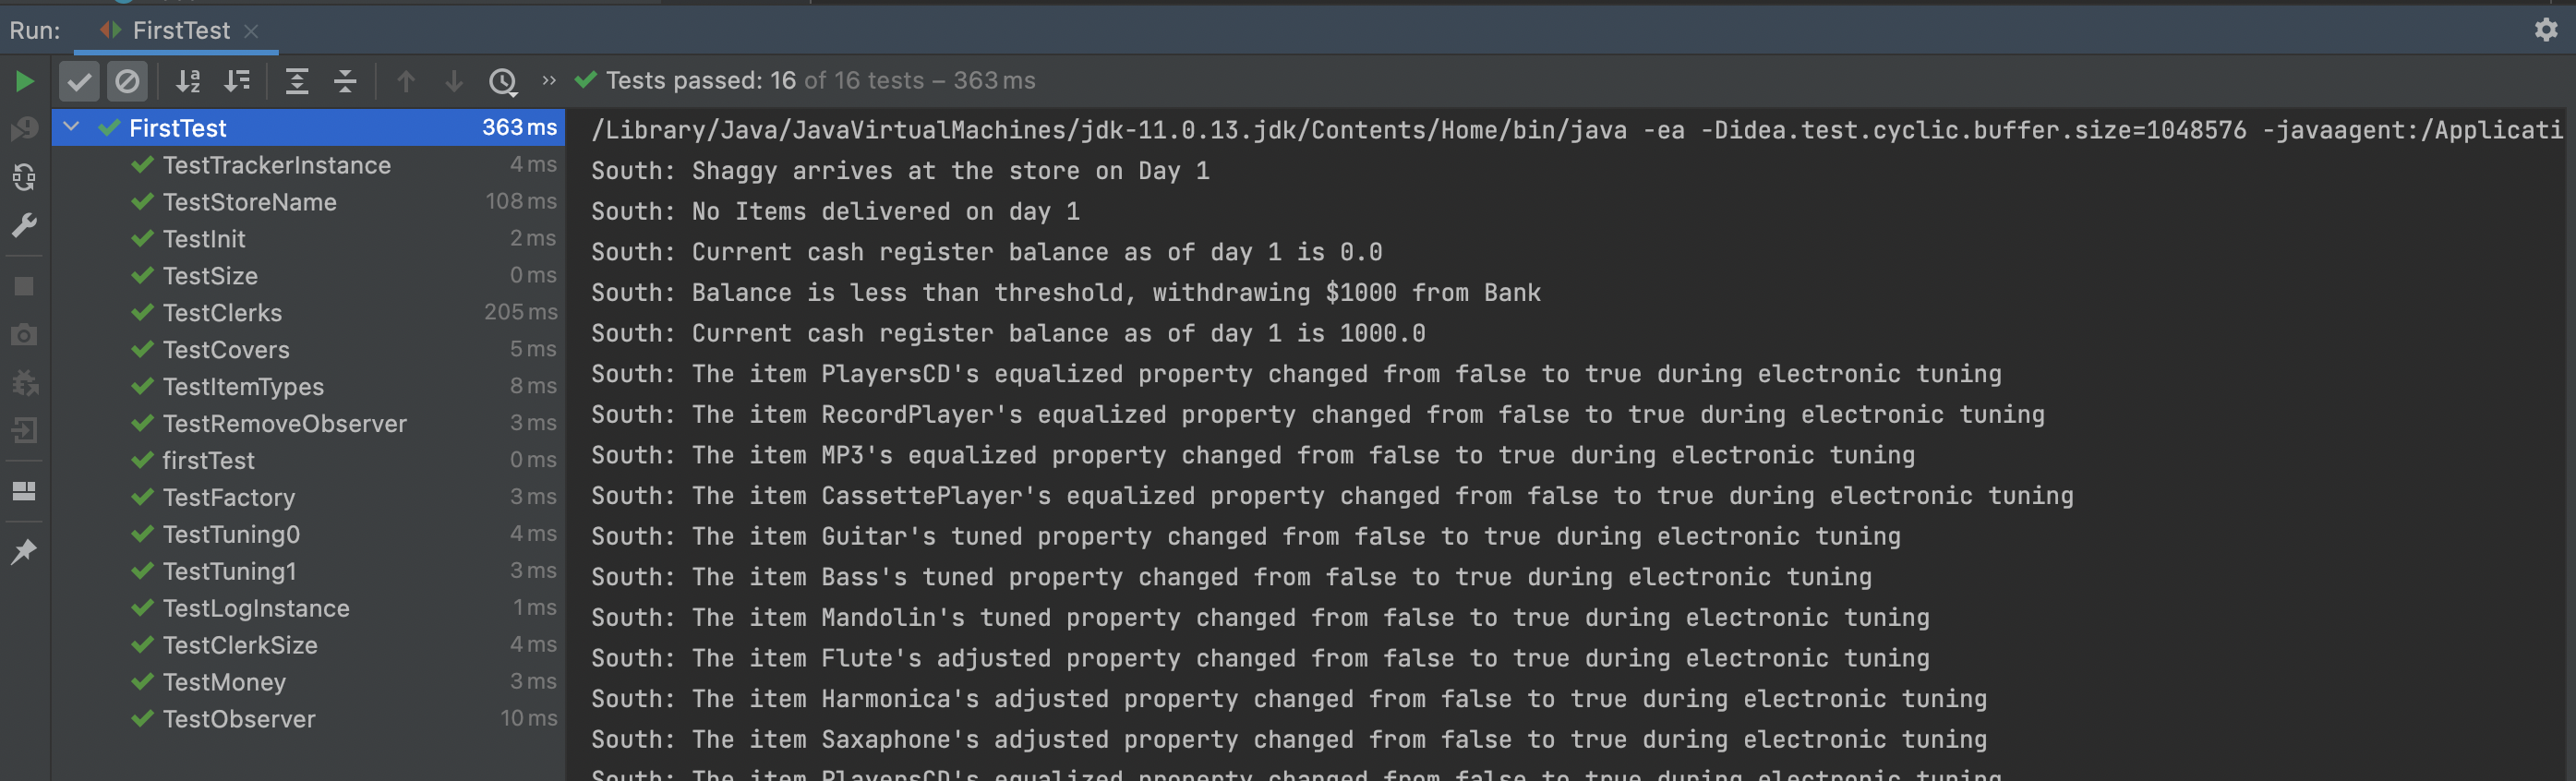 Run: FirstTest
Tests passed: 16 of 16 tests – 363 ms
FirstTest 363 ms
TestTrackerInstance 4 ms
TestStoreName 108 ms
TestInit 2 ms
TestSize 0 ms
TestClerks 205 ms
TestCovers 5 ms
TestItemTypes 8 ms
TestRemoveObserver 3 ms
firstTest 0 ms
TestFactory 3 ms
TestTuning0 4 ms
TestTuning1 3 ms
TestLogInstance 1 ms
TestClerkSize 4 ms
TestMoney 3 ms
TestObserver 10 ms
/Library/Java/JavaVirtualMachines/jdk-11.0.13.jdk/Contents/Home/bin/java -ea -Didea.test.cyclic.buffer.size=1048576 -javaagent:/Applicati
South: Shaggy arrives at the store on Day 1
South: No Items delivered on day 1
South: Current cash register balance as of day 1 is 0.0
South: Balance is less than threshold, withdrawing $1000 from Bank
South: Current cash register balance as of day 1 is 1000.0
South: The item PlayersCD's equalized property changed from false to true during electronic tuning
South: The item RecordPlayer's equalized property changed from false to true during electronic tuning
South: The item MP3's equalized property changed from false to true during electronic tuning
South: The item CassettePlayer's equalized property changed from false to true during electronic tuning
South: The item Guitar's tuned property changed from false to true during electronic tuning
South: The item Bass's tuned property changed from false to true during electronic tuning
South: The item Mandolin's tuned property changed from false to true during electronic tuning
South: The item Flute's adjusted property changed from false to true during electronic tuning
South: The item Harmonica's adjusted property changed from false to true during electronic tuning
South: The item Saxaphone's adjusted property changed from false to true during electronic tuning
South: The item PlayersCD's equalized property changed from false to true during electronic tuning